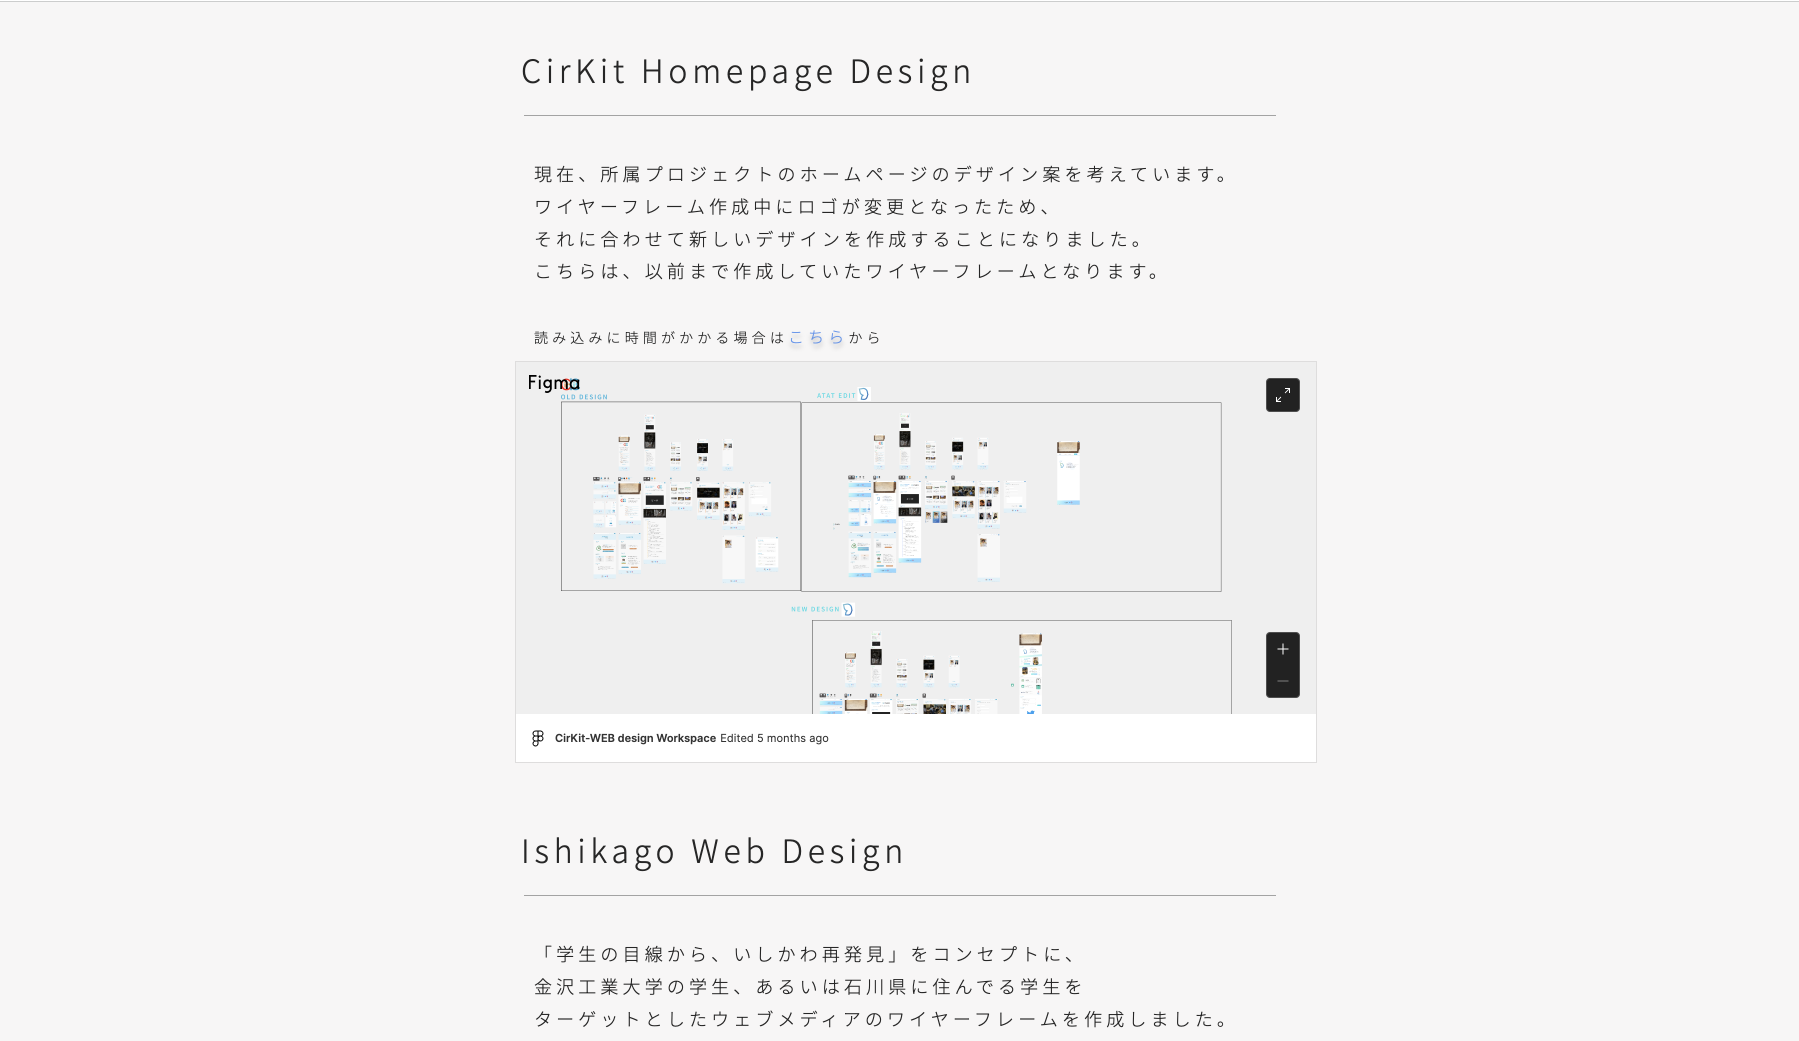 CirKit Homepage Design
現在、所属プロジェクトのホームページのデザイン案を考えています。
ワイヤーフレーム作成中にロゴが変更となったため、
それに合わせて新しいデザインを作成することになりました。
こちらは、以前まで作成していたワイヤーフレームとなります。
読み込みに時間がかかる場合はこちらから
Figma
OLD DESIGN
ATAT EDIT
NEW DESIGN
CirKit-WEB design Workspace Edited 5 months ago
Ishikago Web Design
「学生の目線から、いしかわ再発見」をコンセプトに、
金沢工業大学の学生、あるいは石川県に住んでる学生を
ターゲットとしたウェブメディアのワイヤーフレームを作成しました。